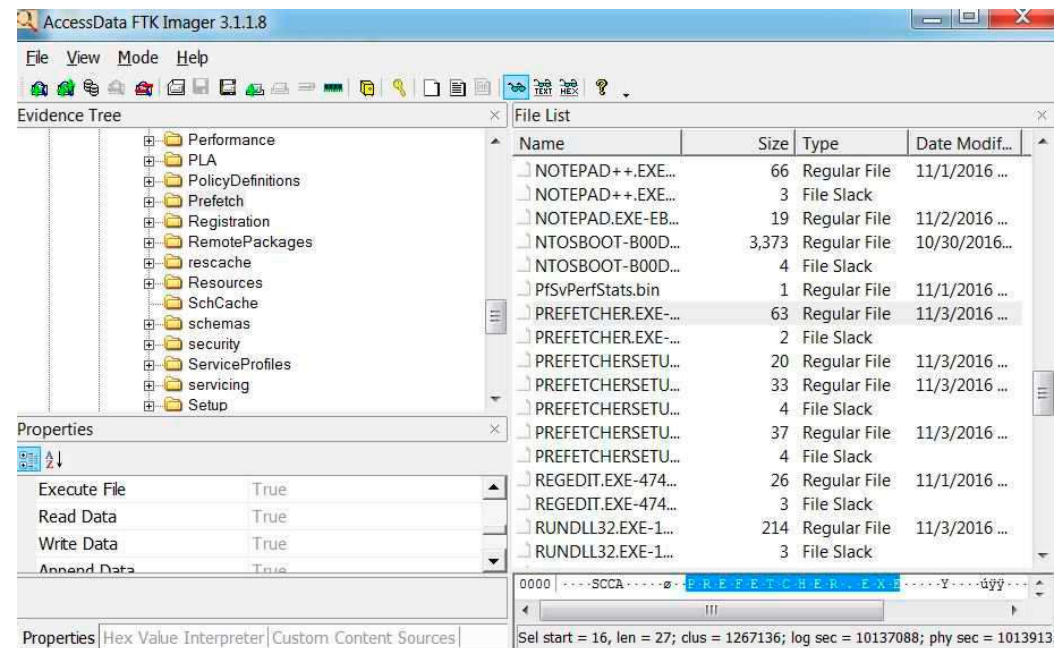 AccessData FTK Imager 3.1.1.8
File View Mode Help
Evidence Tree
Performance
PLA
PolicyDefinitions
Prefetch
Registration
RemotePackages
rescache
Resources
SchCache
schemas
security
ServiceProfiles
servicing
Setup
Properties
Execute File True
Read Data True
Write Data True
Append Data True
Properties Hex Value Interpreter Custom Content Sources
File List
Name Size Type Date Modif...
NOTEPAD++.EXE... 66 Regular File 11/1/2016 ...
NOTEPAD++.EXE... 3 File Slack
NOTEPAD.EXE-EB... 19 Regular File 11/2/2016 ...
NTOSBOOT-B00D... 3,373 Regular File 10/30/2016...
NTOSBOOT-B00D... 4 File Slack
PfSvPerfStats.bin 1 Regular File 11/1/2016 ...
PREFETCHER.EXE-... 63 Regular File 11/3/2016 ...
PREFETCHER.EXE-... 2 File Slack
PREFETCHERSETU... 20 Regular File 11/3/2016 ...
PREFETCHERSETU... 33 Regular File 11/3/2016 ...
PREFETCHERSETU... 4 File Slack
PREFETCHERSETU... 37 Regular File 11/3/2016 ...
PREFETCHERSETU... 4 File Slack
REGEDIT.EXE-474... 26 Regular File 11/1/2016 ...
REGEDIT.EXE-474... 3 File Slack
RUNDLL32.EXE-1... 214 Regular File 11/3/2016 ...
RUNDLL32.EXE-1... 3 File Slack
0000 ····SCCA·····ø··P·R·E·F·E·T·C·H·E·R·.·E·X·E·····Y····úÿÿ···
Sel start = 16, len = 27; clus = 1267136; log sec = 10137088; phy sec = 1013913